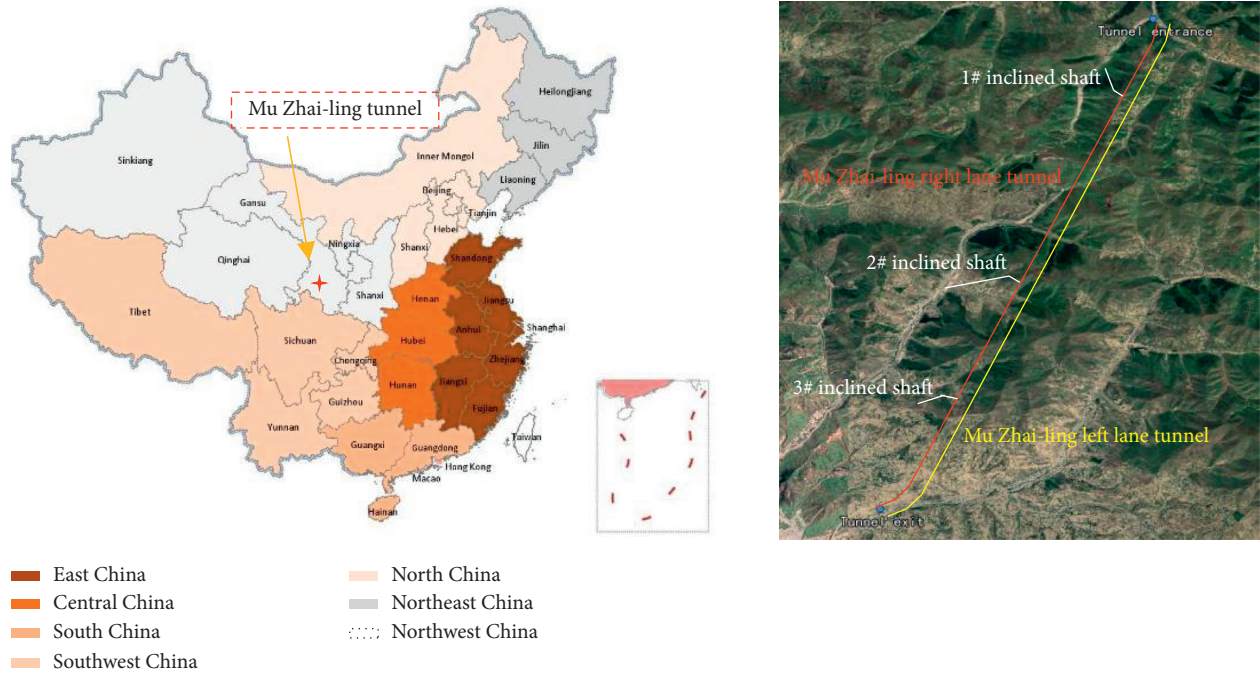 Mu Zhai-ling tunnel
Heilongjiang
Jilin
Liaoning
Inner Mongol
Beijing
Tianjin
Hebei
Shanxi
Sinkiang
Gansu
Ningxia
Qinghai
Shanxi
Shandong
Henan
Jiangsu
Tibet
Anhui
Shanghai
Sichuan
Hubei
Chongqing
Zhejiang
Hunan
Jiangxi
Guizhou
Fujian
Yunnan
Guangxi
Guangdong
Taiwan
Hong Kong
Macao
Hainan
East China
Central China
South China
Southwest China
North China
Northeast China
Northwest China
Tunnel entrance
1# inclined shaft
Mu Zhai-ling right lane tunnel
2# inclined shaft
3# inclined shaft
Mu Zhai-ling left lane tunnel
Tunnel exit